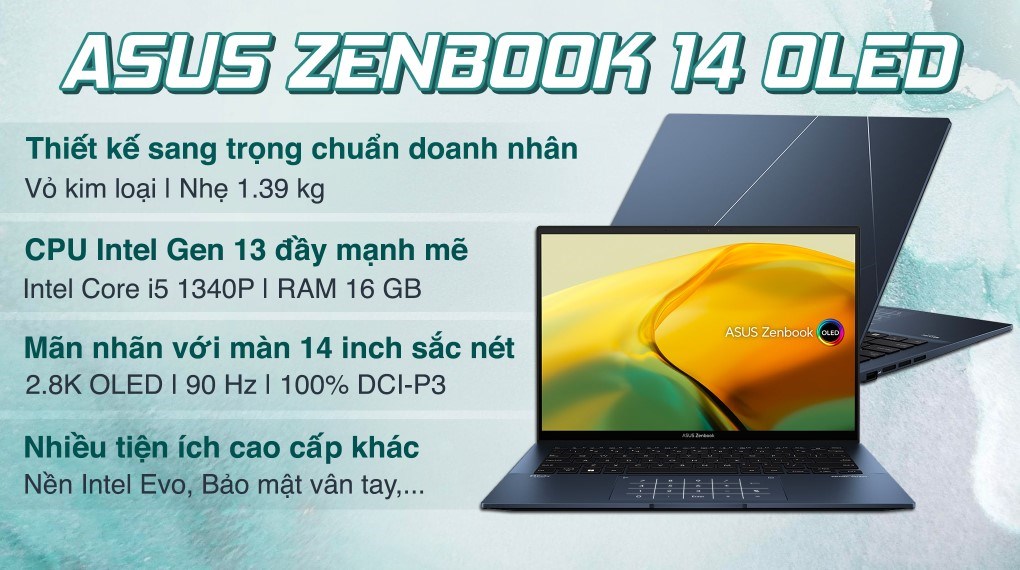 ASUS ZENBOOK 14 OLED
Thiết kế sang trọng chuẩn doanh nhân
Vỏ kim loại | Nhẹ 1.39 kg
CPU Intel Gen 13 đầy mạnh mẽ
Intel Core i5 1340P | RAM 16 GB
Mãn nhãn với màn 14 inch sắc nét
2.8K OLED | 90 Hz | 100% DCI-P3
Nhiều tiện ích cao cấp khác
Nền Intel Evo, Bảo mật vân tay,...
ASUS Zenbook OLED
ASUS Zenbook